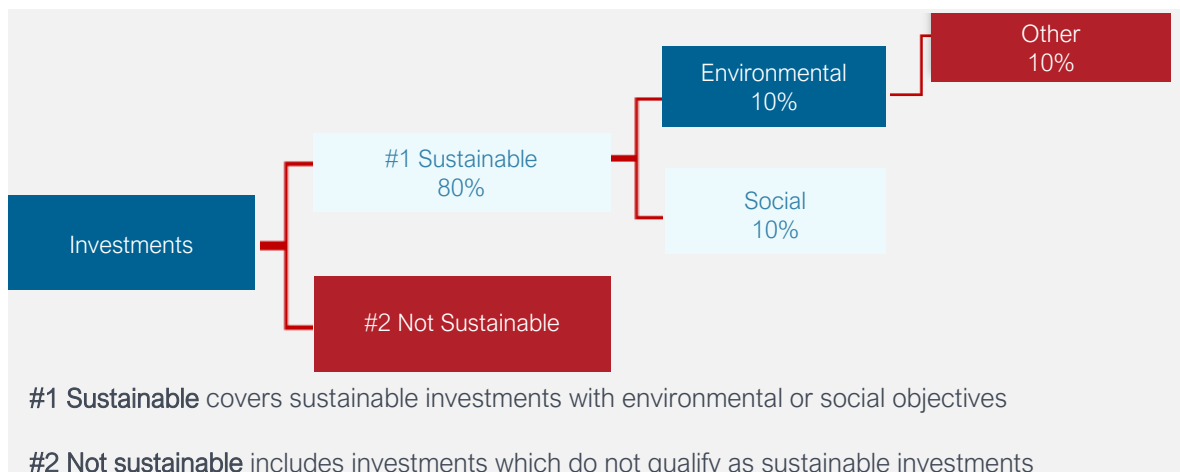 Other
10%
Environmental
10%
#1 Sustainable
80%
Social
10%
Investments
#2 Not Sustainable
#1 Sustainable covers sustainable investments with environmental or social objectives
#2 Not sustainable includes investments which do not qualify as sustainable investments